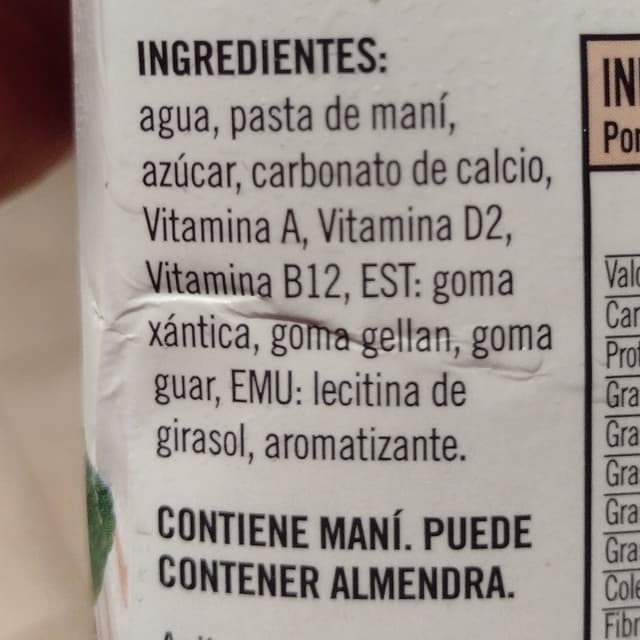 INGREDIENTES:
agua, pasta de maní,
azúcar, carbonato de calcio,
Vitamina A, Vitamina D2,
Vitamina B12, EST: goma
xántica, goma gellan, goma
guar, EMU: lecitina de
girasol, aromatizante.
CONTIENE MANÍ. PUEDE
CONTENER ALMENDRA.